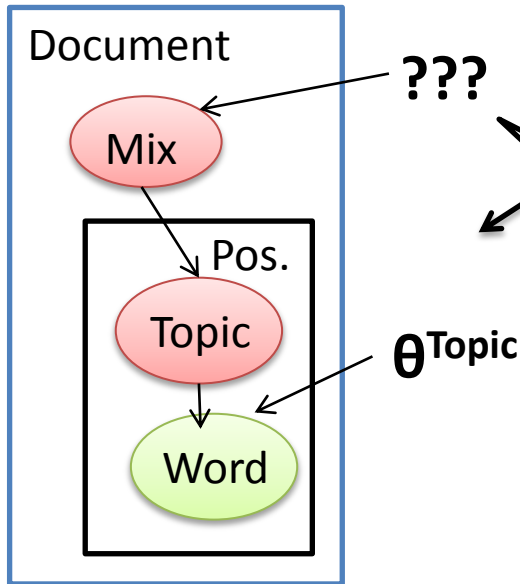 Document
???
Mix
Pos.
Topic
θᵀᵒᵖⁱᶜ
Word